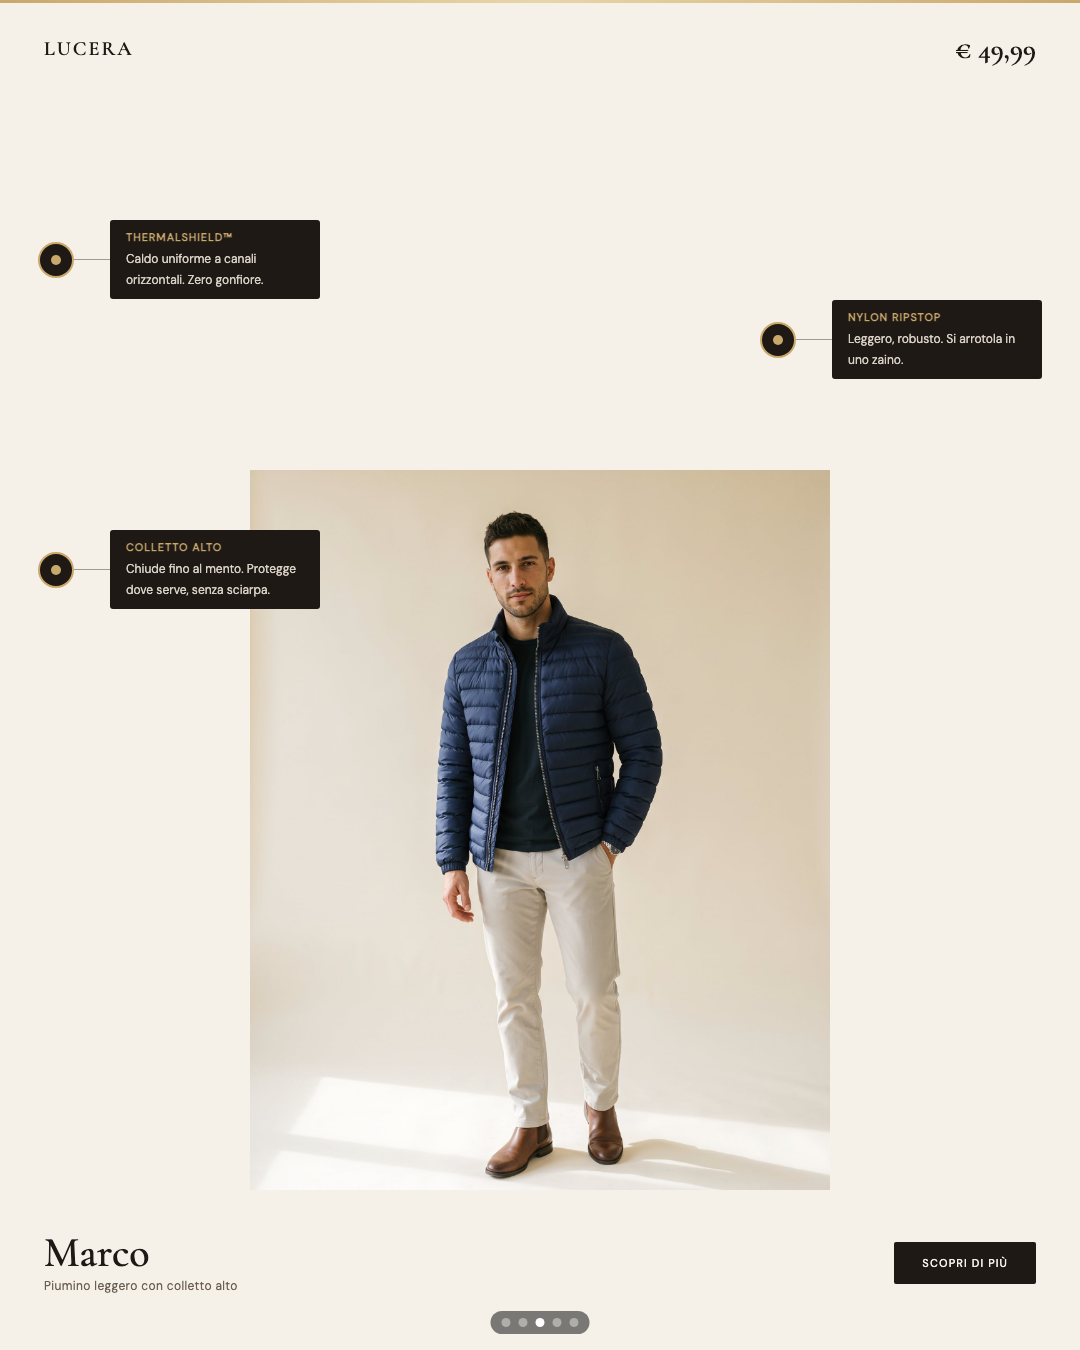 LUCERA
€ 49,99
THERMALSHIELD™
Caldo uniforme a canali
orizzontali. Zero gonfiore.
NYLON RIPSTOP
Leggero, robusto. Si arrotola in
uno zaino.
COLLETTO ALTO
Chiude fino al mento. Protegge
dove serve, senza sciarpa.
Marco
Piumino leggero con colletto alto
SCOPRI DI PIÙ